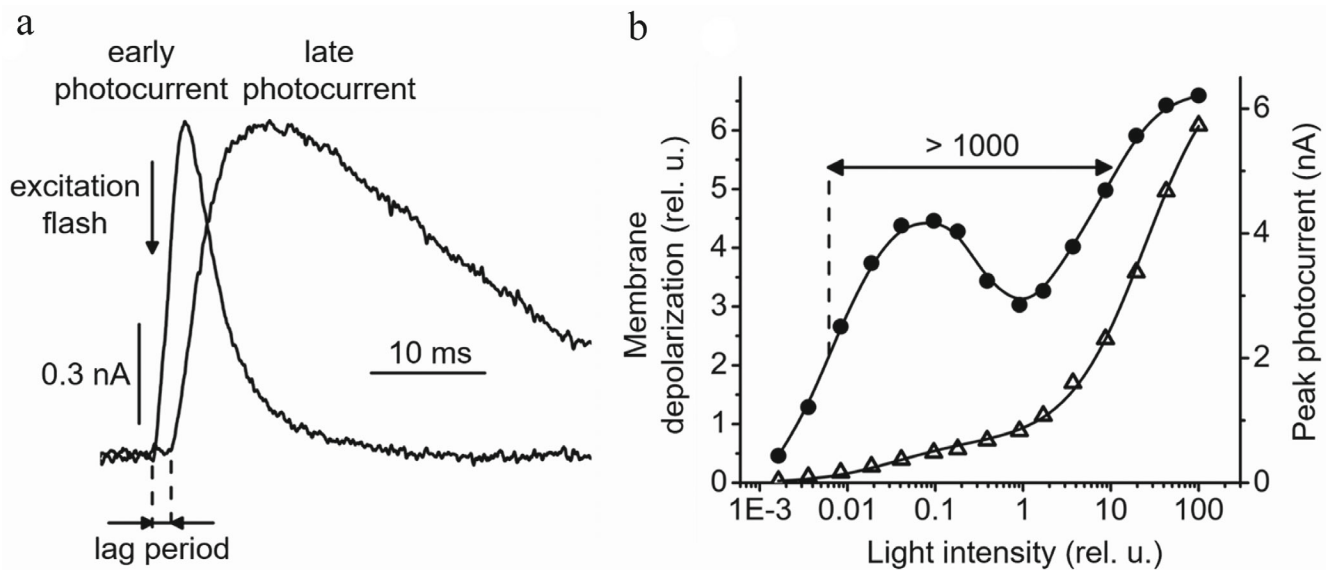 a
early
photocurrent
late
photocurrent
excitation
flash
0.3 nA
10 ms
lag period
b
> 1000
Membrane
depolarization (rel. u.)
6
5
4
3
2
1
0
Peak photocurrent (nA)
6
4
2
0
1E-3 0.01 0.1 1 10 100
Light intensity (rel. u.)